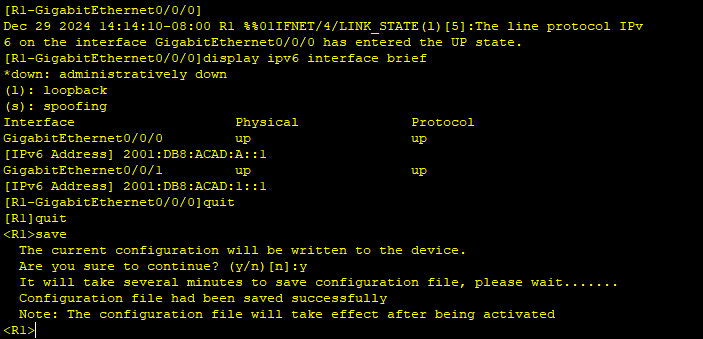 [R1-GigabitEthernet0/0/0]
Dec 29 2024 14:14:10-08:00 R1 %%01IFNET/4/LINK_STATE(l)[5]:The line protocol IPv
6 on the interface GigabitEthernet0/0/0 has entered the UP state.
[R1-GigabitEthernet0/0/0]display ipv6 interface brief
*down: administratively down
(l): loopback
(s): spoofing
Interface Physical Protocol
GigabitEthernet0/0/0 up up
[IPv6 Address] 2001:DB8:ACAD:A::1
GigabitEthernet0/0/1 up up
[IPv6 Address] 2001:DB8:ACAD:1::1
[R1-GigabitEthernet0/0/0]quit
[R1]quit
<R1>save
The current configuration will be written to the device.
Are you sure to continue? (y/n)[n]:y
It will take several minutes to save configuration file, please wait.......
Configuration file had been saved successfully
Note: The configuration file will take effect after being activated
<R1>